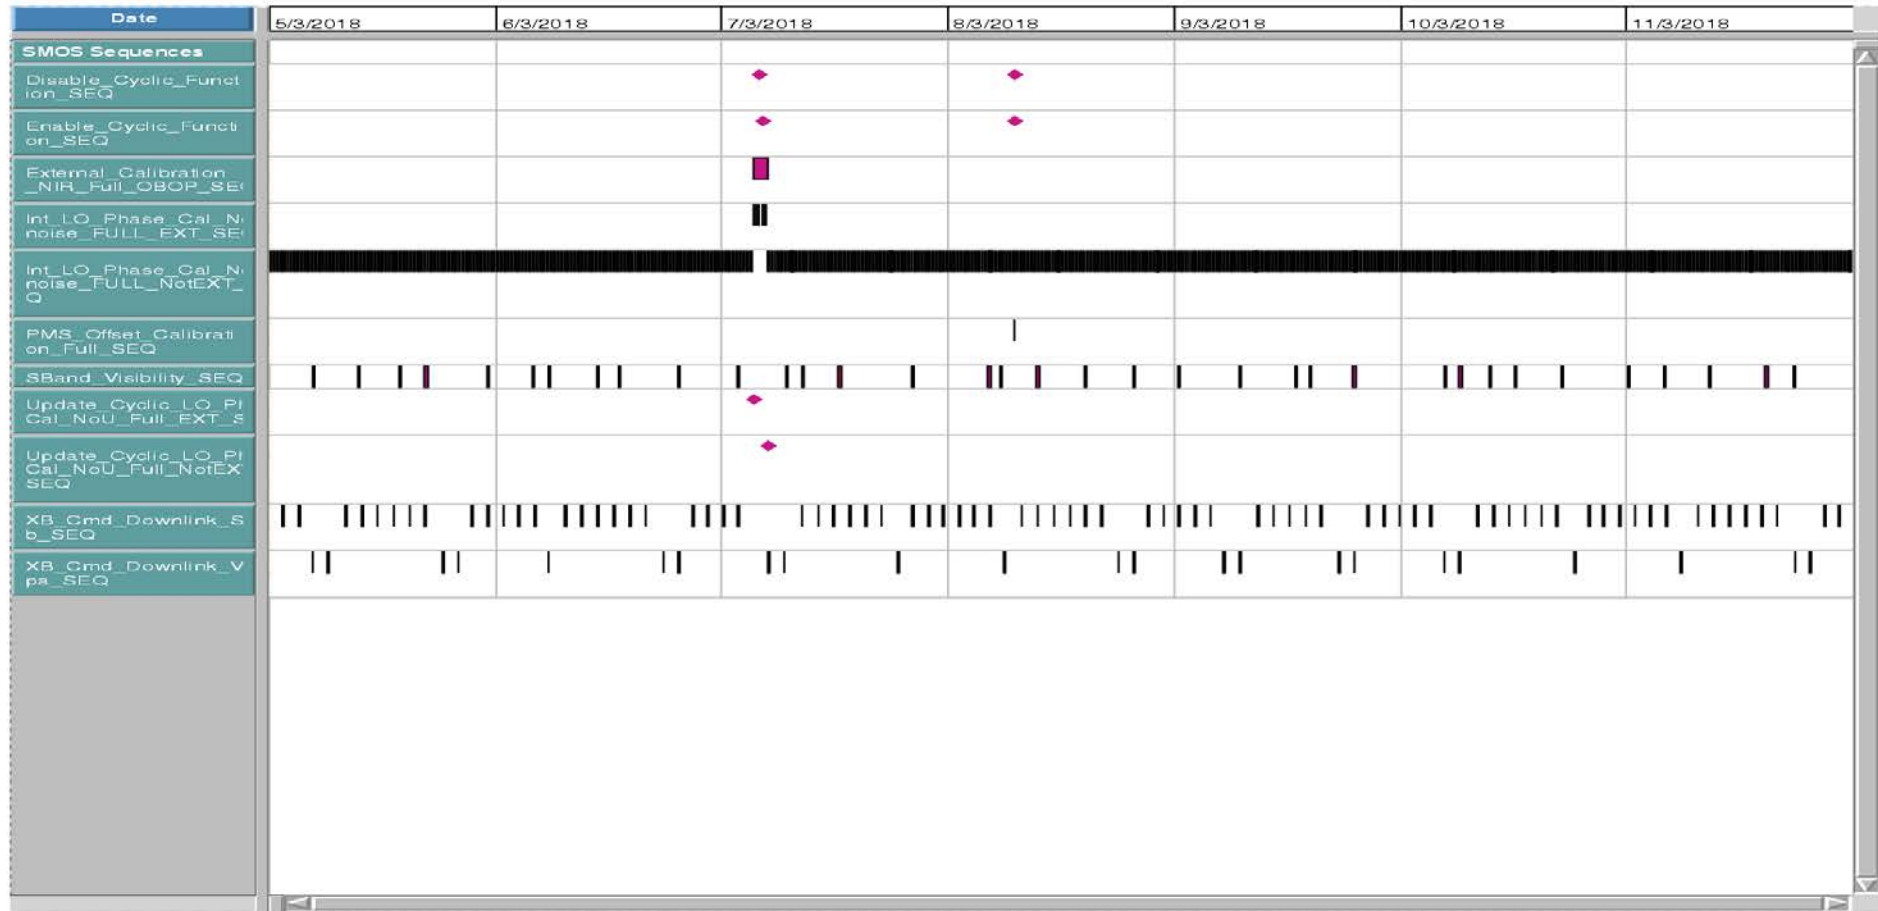 Date
5/3/2018 6/3/2018 7/3/2018 8/3/2018 9/3/2018 10/3/2018 11/3/2018
SMOS Sequences
Disable_Cyclic_Funct
ion_SEQ
Enable_Cyclic_Functi
on_SEQ
External_Calibration
_NIR_Full_OBOP_SE
Int_LO_Phase_Cal_N
noise_FULL_EXT_SE
Int_LO_Phase_Cal_N
noise_FULL_NotEXT_
Q
PMS_Offset_Calibrati
on_Full_SEQ
SBand_Visibility_SEQ
Update_Cyclic_LO_P
Cal_NoU_Full_EXT_S
Update_Cyclic_LO_P
Cal_NoU_Full_NotEX
SEQ
XB_Cmd_Downlink_S
b_SEQ
XB_Cmd_Downlink_V
pa_SEQ